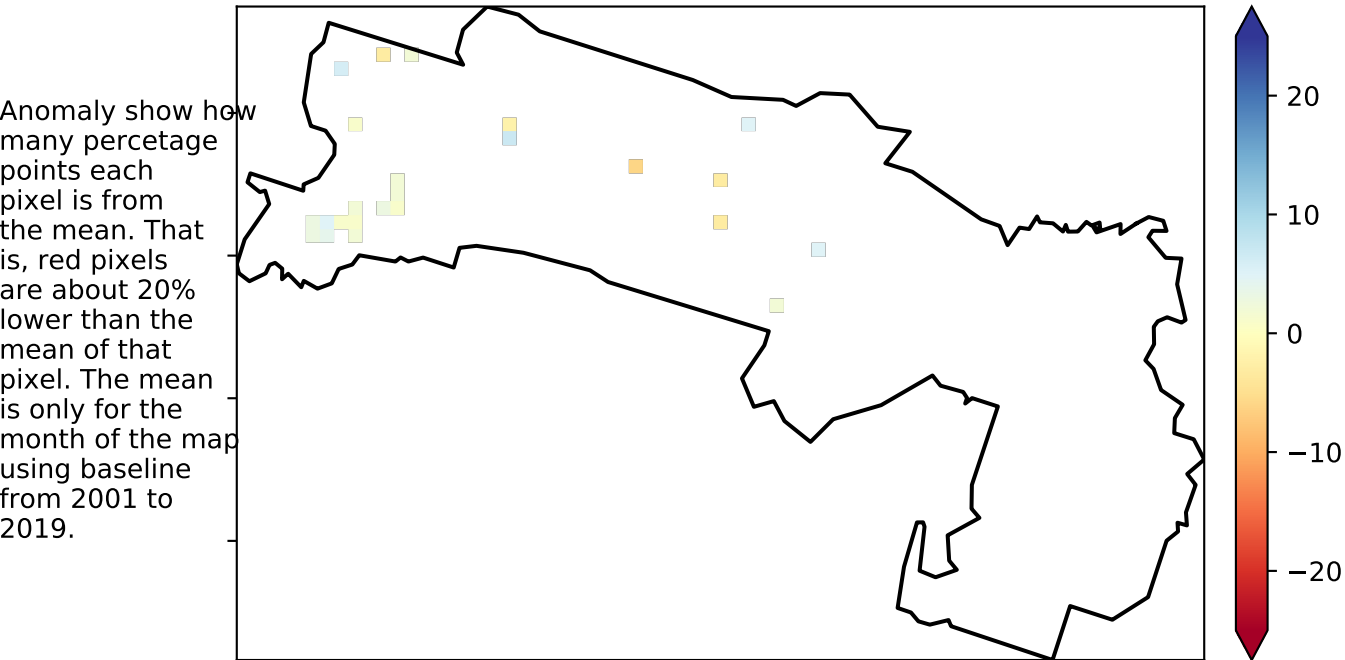 Anomaly show how
many percetage
points each
pixel is from
the mean. That
is, red pixels
are about 20%
lower than the
mean of that
pixel. The mean
is only for the
month of the map
using baseline
from 2001 to
2019.
20
10
0
−10
−20